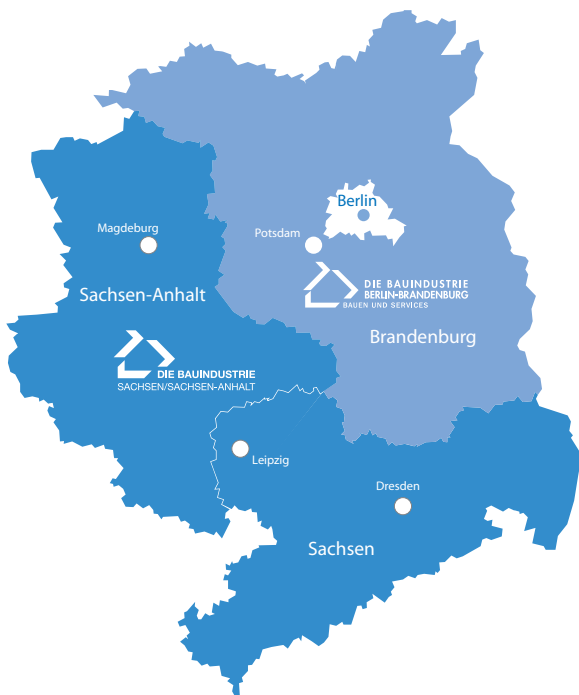 Berlin
Magdeburg
Potsdam
DIE BAUINDUSTRIE
BERLIN-BRANDENBURG
BAUEN UND SERVICES
Sachsen-Anhalt
Brandenburg
DIE BAUINDUSTRIE
SACHSEN/SACHSEN-ANHALT
Leipzig
Dresden
Sachsen